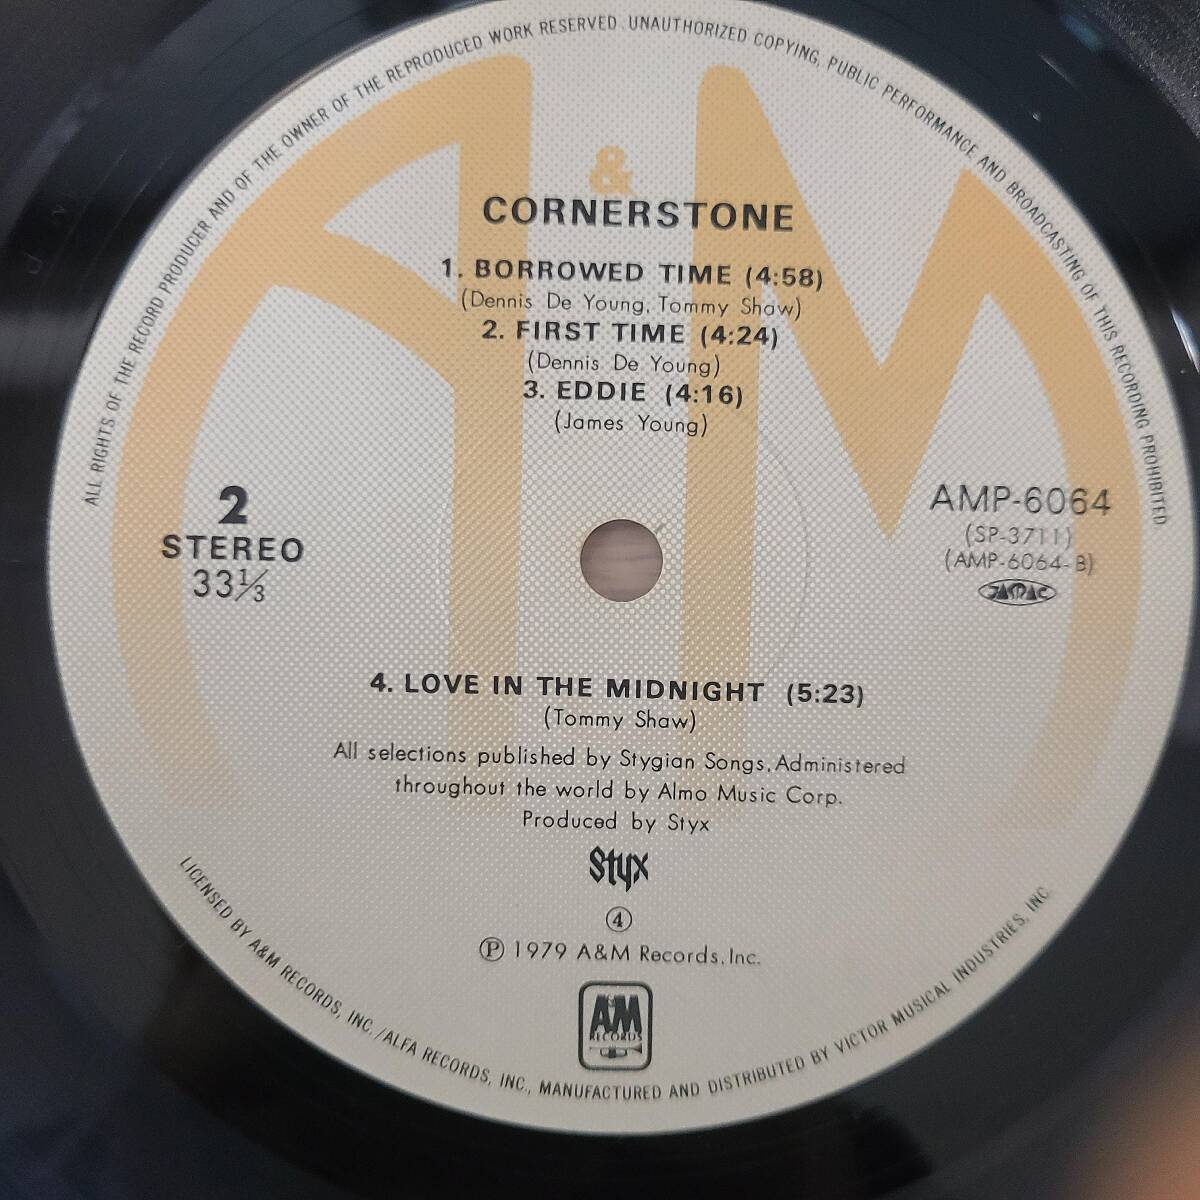 ALL RIGHTS OF THE RECORD PRODUCER AND OF THE OWNER OF THE REPRODUCED WORK RESERVED. UNAUTHORIZED COPYING, PUBLIC PERFORMANCE AND BROADCASTING OF THIS RECORDING PROHIBITED
A&M
CORNERSTONE
1. BORROWED TIME (4:58)
(Dennis De Young, Tommy Shaw)
2. FIRST TIME (4:24)
(Dennis De Young)
3. EDDIE (4:16)
(James Young)
2
STEREO
33⅓
AMP-6064
(SP-3711)
(AMP-6064-B)
JASRAC
4. LOVE IN THE MIDNIGHT (5:23)
(Tommy Shaw)
All selections published by Stygian Songs, Administered
throughout the world by Almo Music Corp.
Produced by Styx
Styx
④
Ⓟ 1979 A&M Records, Inc.
A&M
RECORDS
LICENSED BY A&M RECORDS, INC./ALFA RECORDS, INC., MANUFACTURED AND DISTRIBUTED BY VICTOR MUSICAL INDUSTRIES, INC.